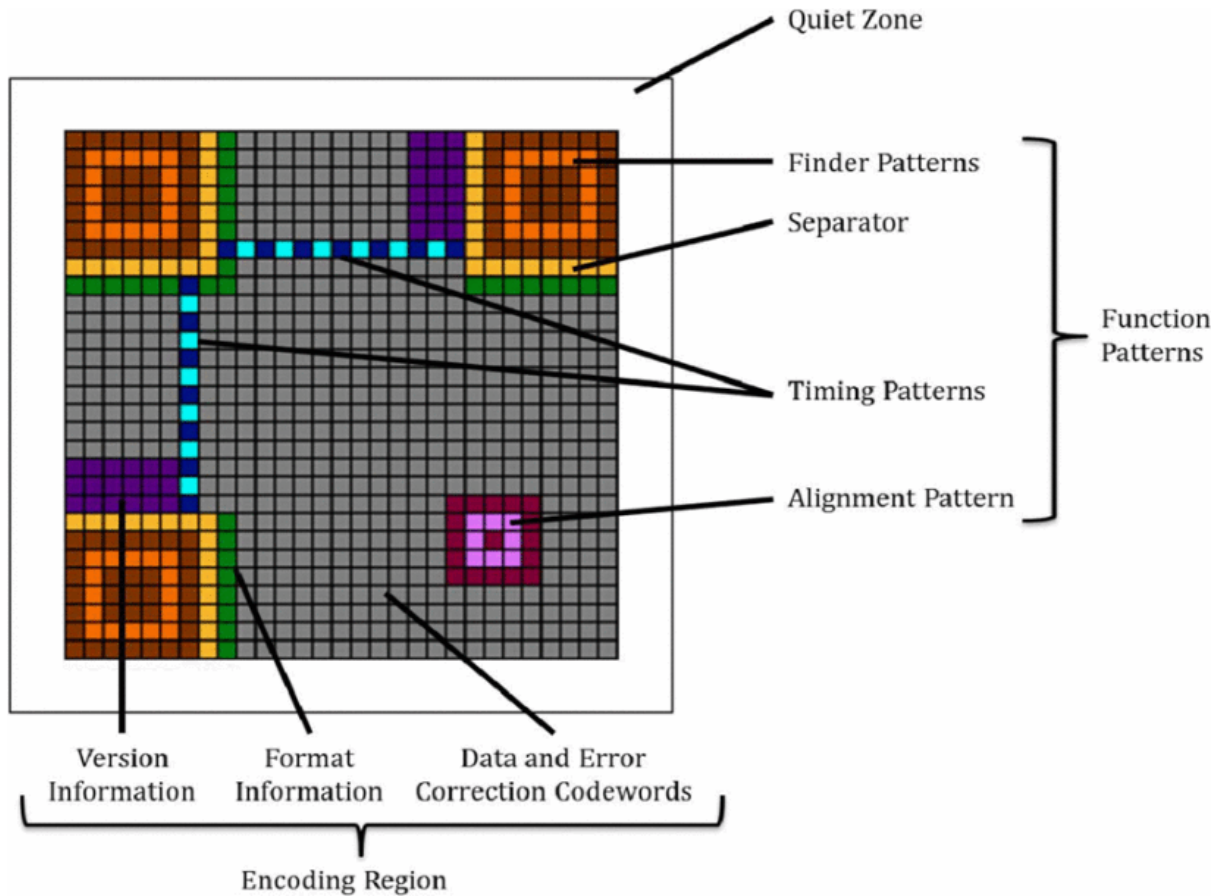 Quiet Zone
Finder Patterns
Separator
Function
Patterns
Timing Patterns
Alignment Pattern
Version
Information
Format
Information
Data and Error
Correction Codewords
Encoding Region